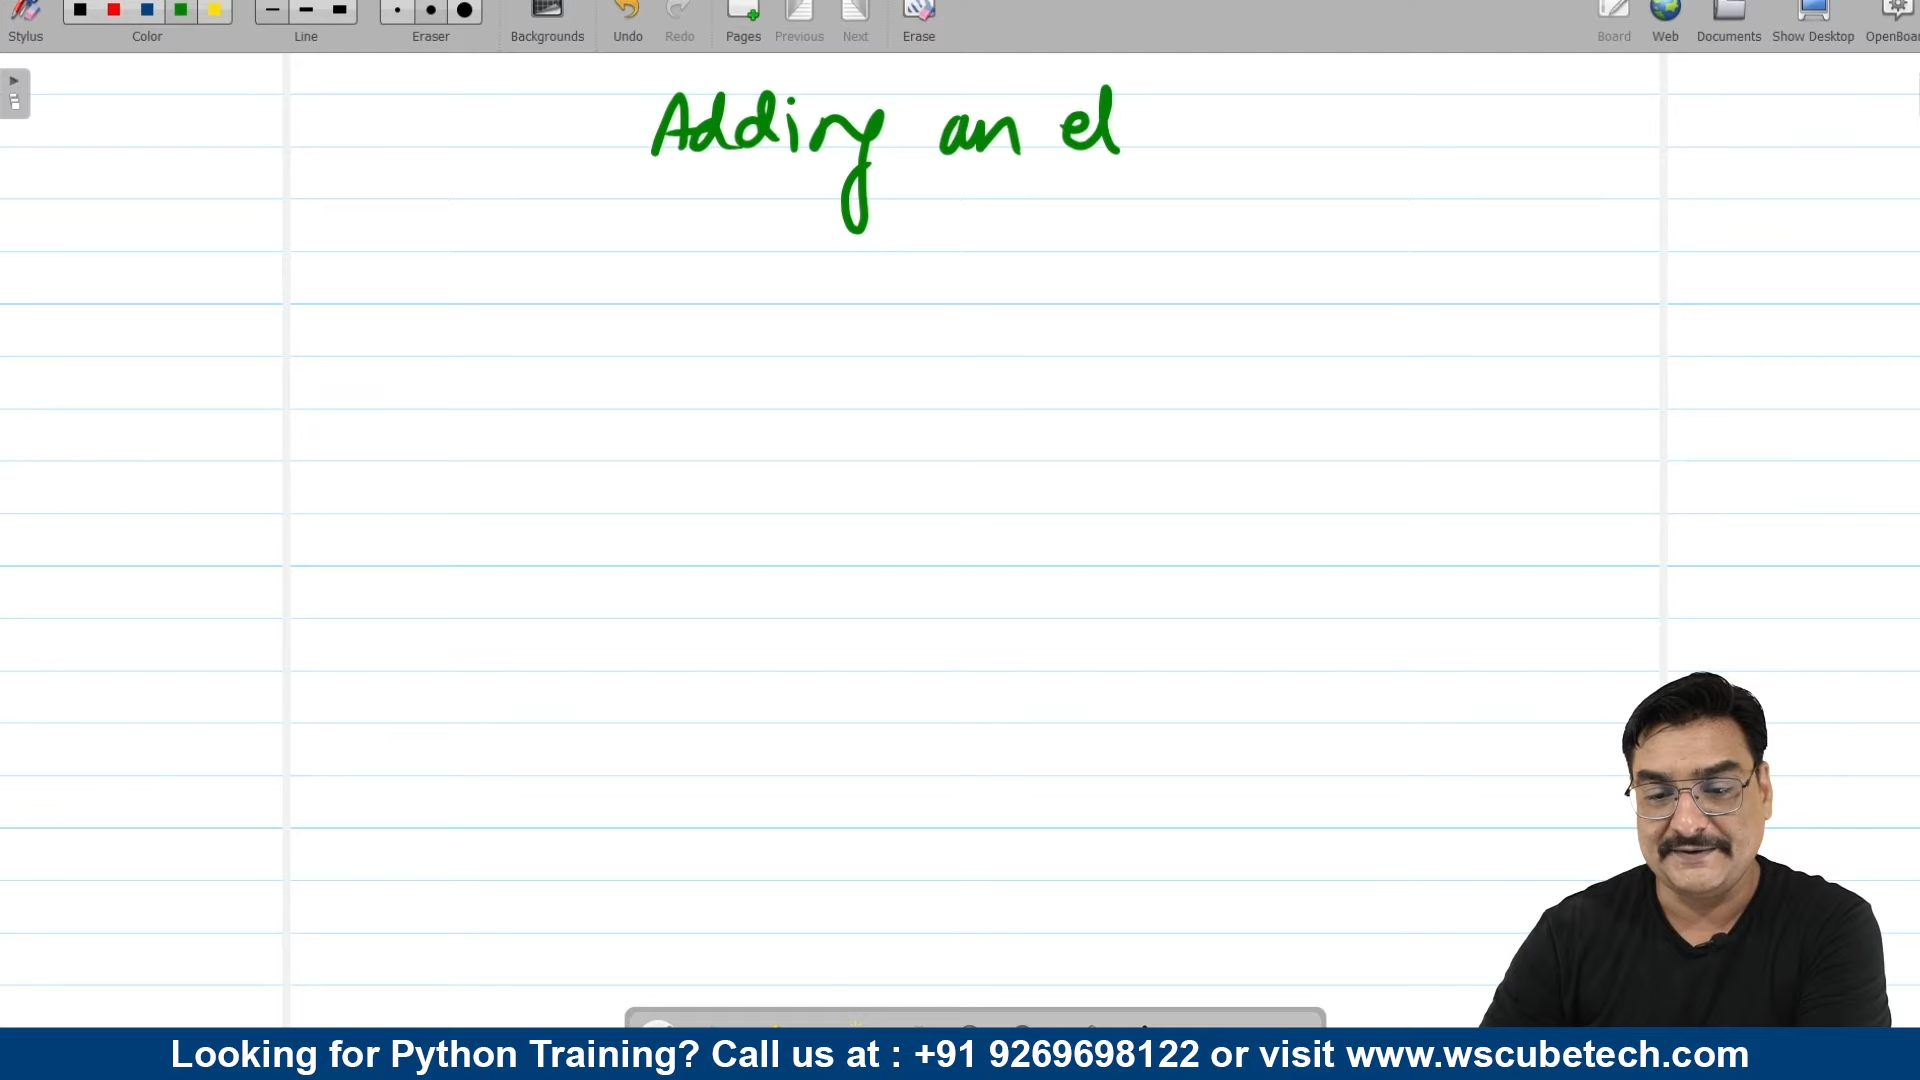 Stylus Color Line Eraser Backgrounds Undo Redo Pages Previous Next Erase Board Web Documents Show Desktop OpenBoar
Adding an el
Looking for Python Training? Call us at : +91 9269698122 or visit www.wscubetech.com